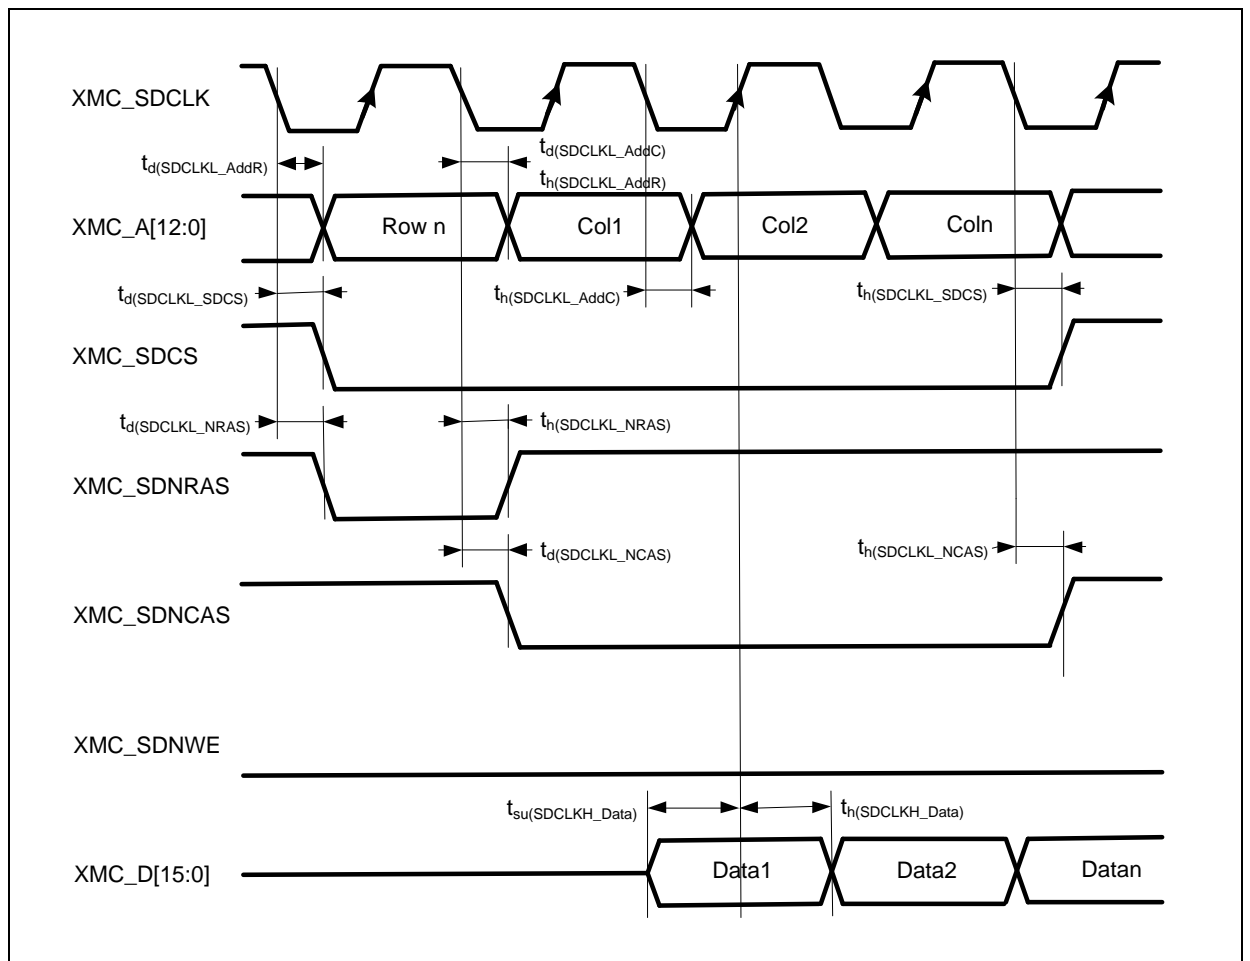 XMC_SDCLK
td(SDCLKL_AddR)
td(SDCLKL_AddC)
th(SDCLKL_AddR)
XMC_A[12:0]
Row n
Col1
Col2
Coln
td(SDCLKL_SDCS)
th(SDCLKL_AddC)
th(SDCLKL_SDCS)
XMC_SDCS
td(SDCLKL_NRAS)
th(SDCLKL_NRAS)
XMC_SDNRAS
td(SDCLKL_NCAS)
th(SDCLKL_NCAS)
XMC_SDNCAS
XMC_SDNWE
tsu(SDCLKH_Data)
th(SDCLKH_Data)
XMC_D[15:0]
Data1
Data2
Datan